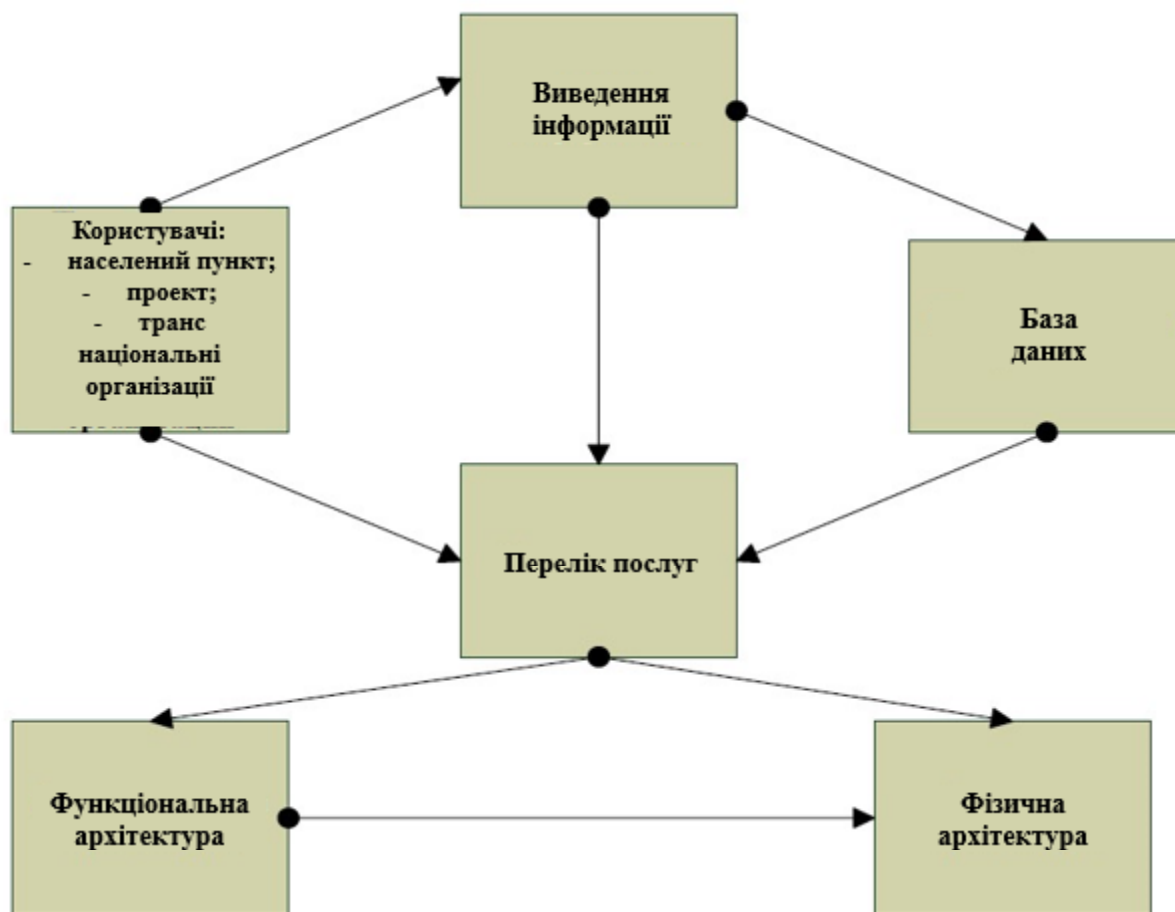 Виведення
інформації
Користувачі:
- населений пункт;
- проект;
- транс
національні
організації
База
даних
Перелік послуг
Функціональна
архітектура
Фізична
архітектура